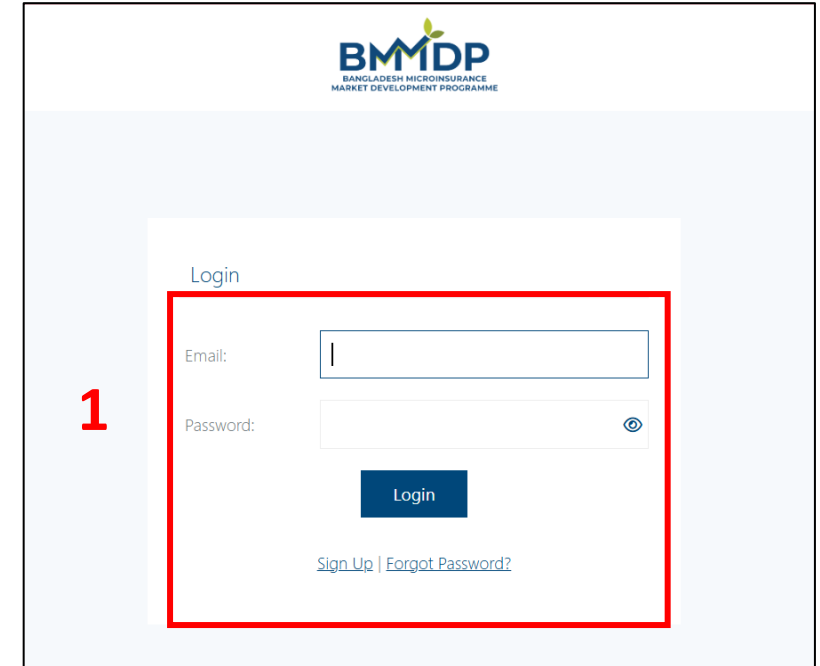 BMMDP
BANGLADESH MICROINSURANCE
MARKET DEVELOPMENT PROGRAMME
Login
Email:
1
Password:
Login
Sign Up | Forgot Password?